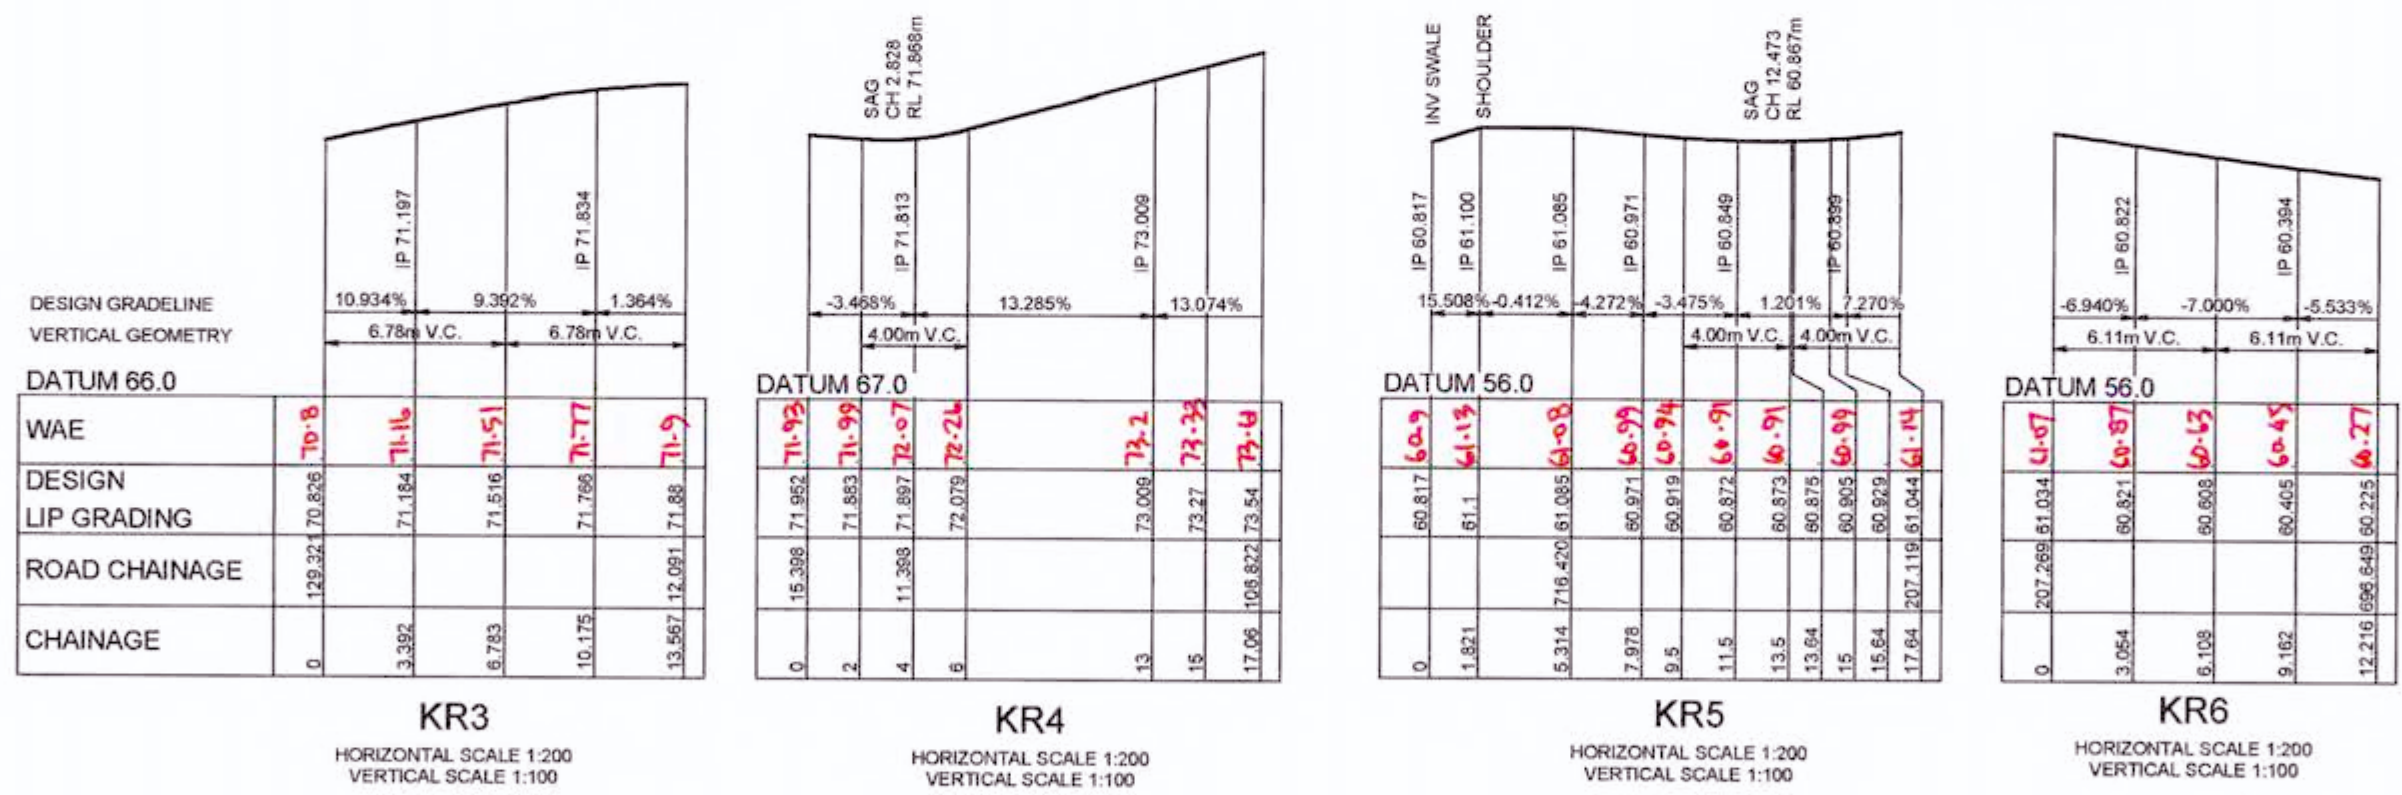 INV SWALE
SHOULDER
SAG
CH 2.828
RL 71.868m
SAG
CH 12.473
RL 60.867m
IP 71.197
IP 71.834
IP 71.813
IP 73.009
IP 60.817
IP 61.100
IP 61.085
IP 60.971
IP 60.849
IP 60.899
IP 60.822
IP 60.394
DESIGN GRADELINE
10.934% 9.392% 1.364%
-3.468% 13.285% 13.074%
15.508% -0.412% -4.272% -3.475% 1.201% 7.270%
-6.940% -7.000% -5.533%
VERTICAL GEOMETRY
6.78m V.C. 6.78m V.C.
4.00m V.C.
4.00m V.C. 4.00m V.C.
6.11m V.C. 6.11m V.C.
DATUM 66.0
DATUM 67.0
DATUM 56.0
DATUM 56.0
WAE
70.8 71.16 71.51 71.77 71.9
71.93 71.99 72.07 72.26 73.2 73.33
60.9 61.13 61.08 60.99 60.94 60.91 60.91 60.99 61.14
61.07 60.87 60.63 60.45 60.27
DESIGN
LIP GRADING
70.826 71.184 71.516 71.766 71.88
71.952 71.883 71.897 72.079 73.009 73.27 73.54
60.817 61.1 61.085 60.971 60.919 60.872 60.873 60.875 60.905 60.929 61.044
61.034 60.821 60.608 60.405 60.225
ROAD CHAINAGE
129.321 12.091
15.398 11.398 108.822
716.420 207.119
207.269 696.649
CHAINAGE
0 3.392 6.783 10.175 13.567
0 2 4 6 13 15 17.06
0 1.821 5.314 7.978 9.5 11.5 13.5 13.64 15 15.64 17.64
0 3.054 6.108 9.162 12.216
KR3
HORIZONTAL SCALE 1:200
VERTICAL SCALE 1:100
KR4
HORIZONTAL SCALE 1:200
VERTICAL SCALE 1:100
KR5
HORIZONTAL SCALE 1:200
VERTICAL SCALE 1:100
KR6
HORIZONTAL SCALE 1:200
VERTICAL SCALE 1:100